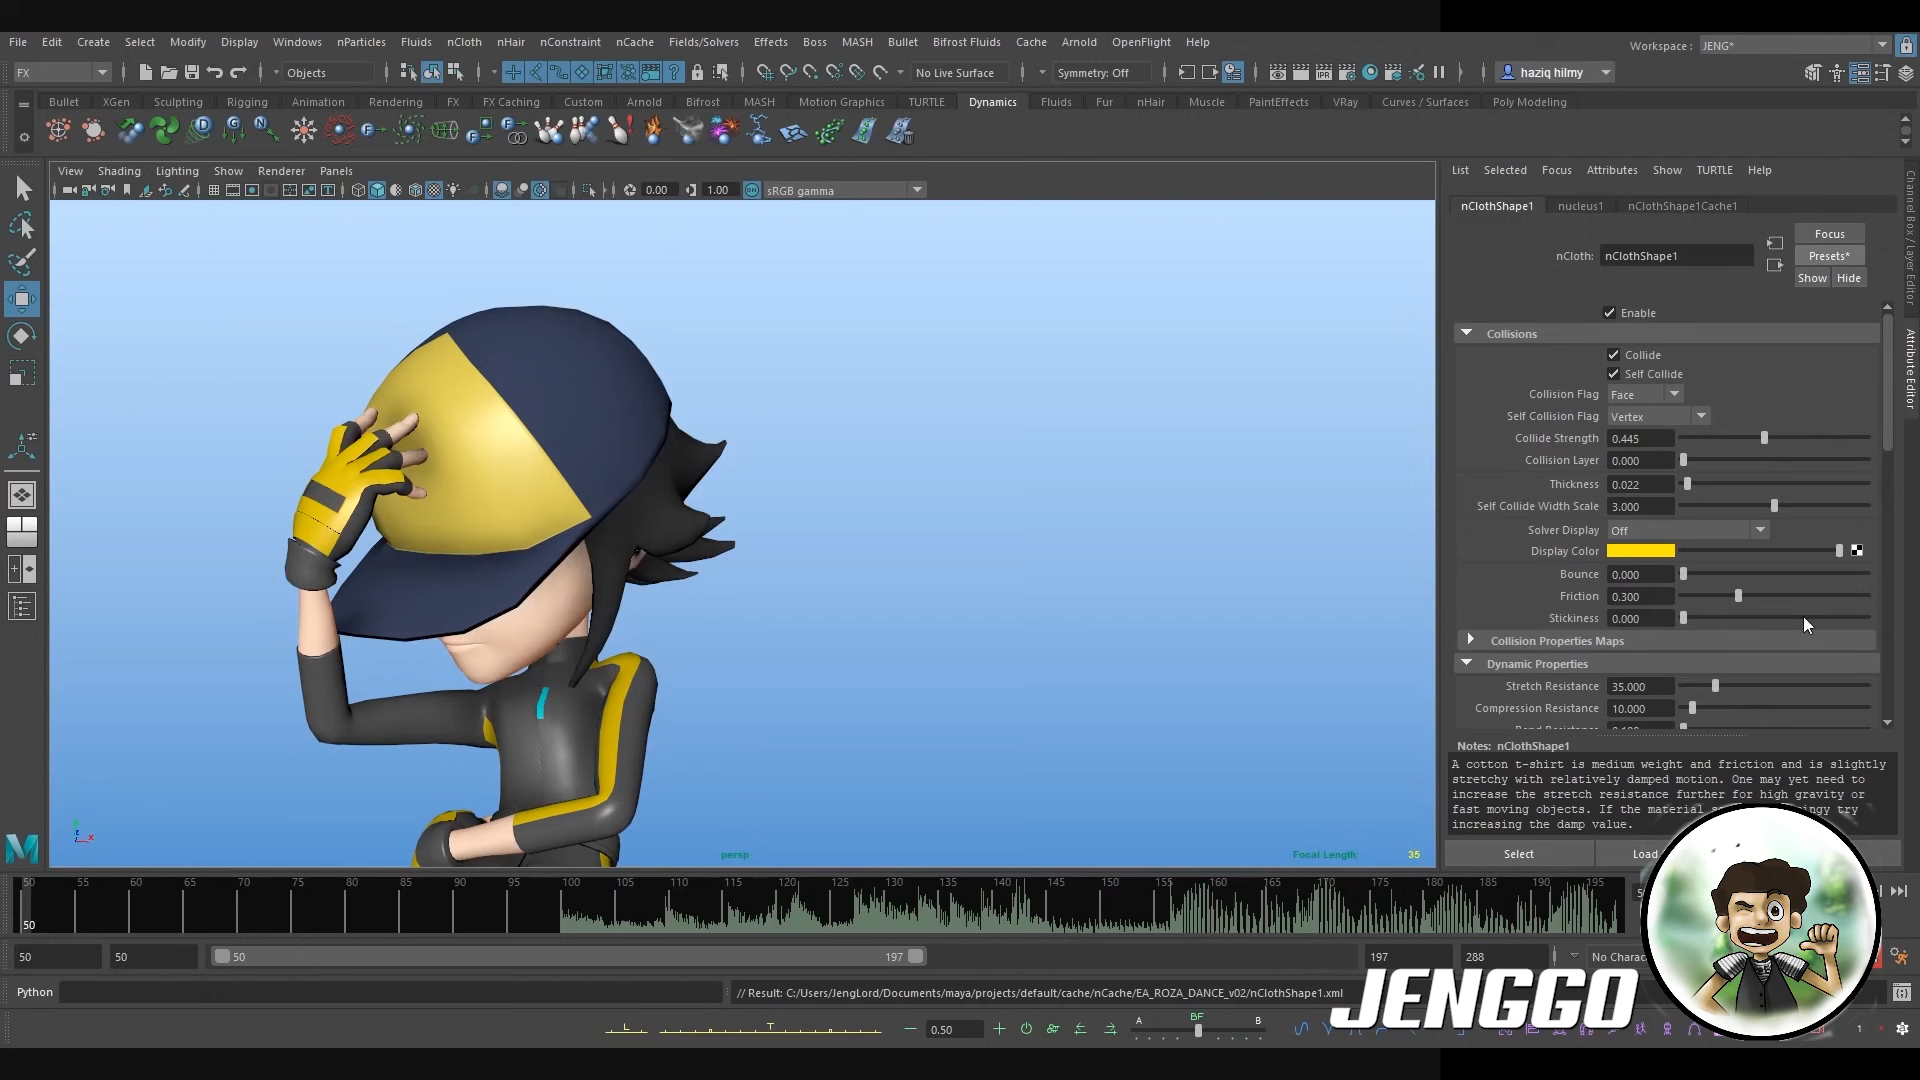 File Edit Create Select Modify Display Windows nParticles Fluids nCloth nHair nConstraint nCache Fields/Solvers Effects Boss MASH Bullet Bifrost Fluids Cache Arnold OpenFlight Help
Workspace : JENG*
FX Objects No Live Surface Symmetry: Off haziq hilmy
Bullet XGen Sculpting Rigging Animation Rendering FX FX Caching Custom Arnold Bifrost MASH Motion Graphics TURTLE Dynamics Fluids Fur nHair Muscle PaintEffects VRay Curves / Surfaces Poly Modeling
View Shading Lighting Show Renderer Panels
0.00 1.00 sRGB gamma
List Selected Focus Attributes Show TURTLE Help
nClothShape1 nucleus1 nClothShape1Cache1
Focus
nCloth: nClothShape1 Presets*
Show Hide
Enable
Collisions
Collide
Self Collide
Collision Flag Face
Self Collision Flag Vertex
Collide Strength 0.445
Collision Layer 0.000
Thickness 0.022
Self Collide Width Scale 3.000
Solver Display Off
Display Color
Bounce 0.000
Friction 0.300
Stickiness 0.000
Collision Properties Maps
Dynamic Properties
Stretch Resistance 35.000
Compression Resistance 10.000
Notes: nClothShape1
A cotton t-shirt is medium weight and friction and is slightly
stretchy with relatively damped motion. One may yet need to
increase the stretch resistance further for high gravity or
fast moving objects. If the material try
increasing the damp value.
Select Load
Channel Box / Layer Editor
Attribute Editor
persp Focal Length: 35
50 55 60 65 70 75 80 85 90 95 100 105 110 115 120 125 130 135 140 145 150 155 160 165 170 175 180 185 190 195
50
50 50 50 197 197 288 No Charac
Python // Result: C:/Users/JengLord/Documents/maya/projects/default/cache/nCache/EA_ROZA_DANCE_v02/nClothShape1.xml
L T 0.50 A BF B 1
JENGGO